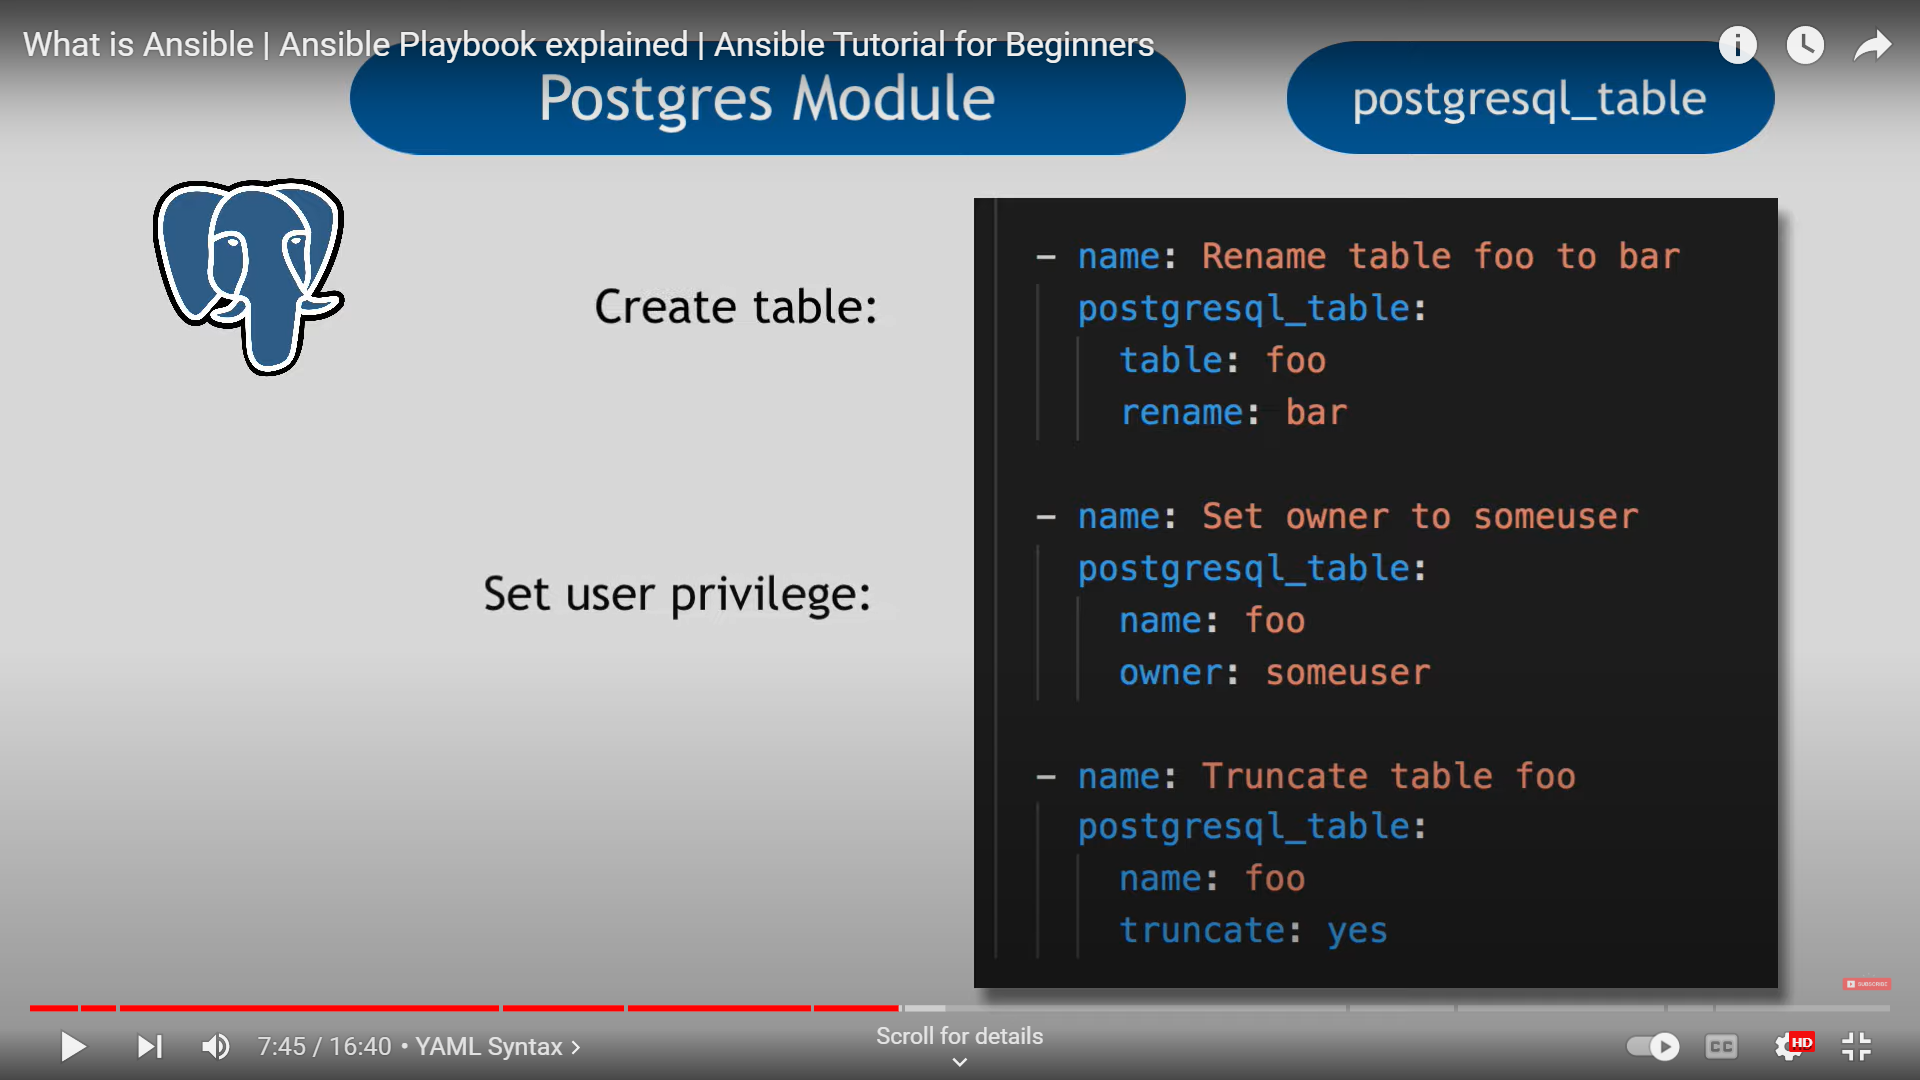 What is Ansible | Ansible Playbook explained | Ansible Tutorial for Beginners
Postgres Module
postgresql_table
Create table:
Set user privilege:
- name: Rename table foo to bar
postgresql_table:
table: foo
rename: bar
- name: Set owner to someuser
postgresql_table:
name: foo
owner: someuser
- name: Truncate table foo
postgresql_table:
name: foo
truncate: yes
SUBSCRIBE
7:45 / 16:40 • YAML Syntax
Scroll for details
CC
HD